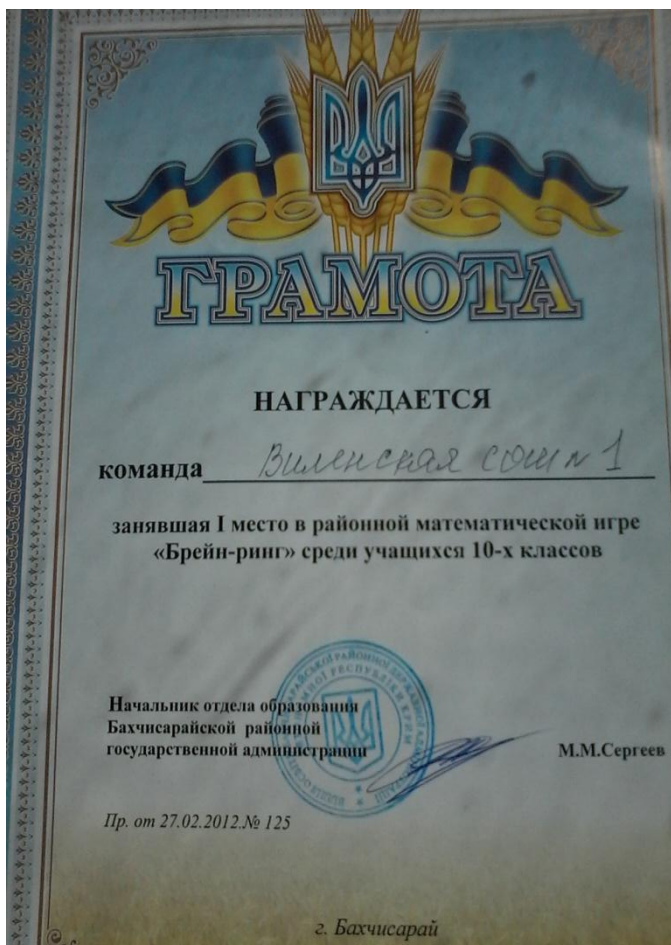 ГРАМОТА
НАГРАЖДАЕТСЯ
команда Виленская сош № 1
занявшая I место в районной математической игре
«Брейн-ринг» среди учащихся 10-х классов
Начальник отдела образования
Бахчисарайской районной
государственной администрации
М.М.Сергеев
Пр. от 27.02.2012.№ 125
г. Бахчисарай